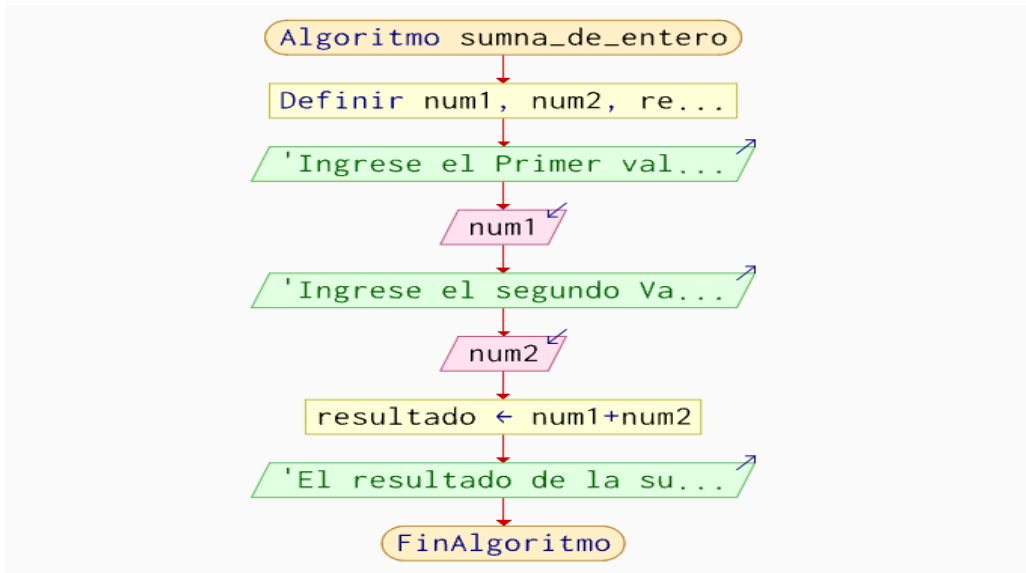 Algoritmo sumna_de_entero
Definir num1, num2, re...
'Ingrese el Primer val...
num1
'Ingrese el segundo Va...
num2
resultado ← num1+num2
'El resultado de la su...
FinAlgoritmo